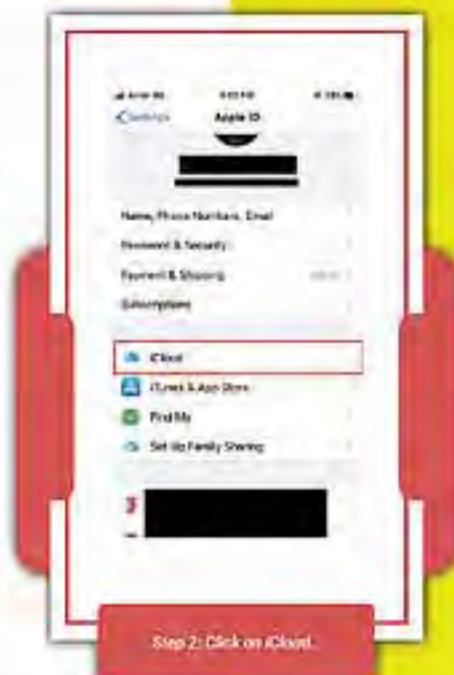 Settings Apple ID
Name, Phone Numbers, Email
Password & Security
Payment & Shipping
Subscriptions
iCloud
iTunes & App Store
Find My
Set Up Family Sharing
Step 2: Click on iCloud.